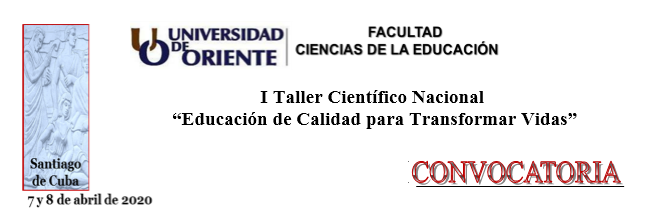 UO UNIVERSIDAD
DE
ORIENTE
FACULTAD
CIENCIAS DE LA EDUCACIÓN
I Taller Científico Nacional
“Educación de Calidad para Transformar Vidas”
Santiago
de Cuba
7 y 8 de abril de 2020
CONVOCATORIA